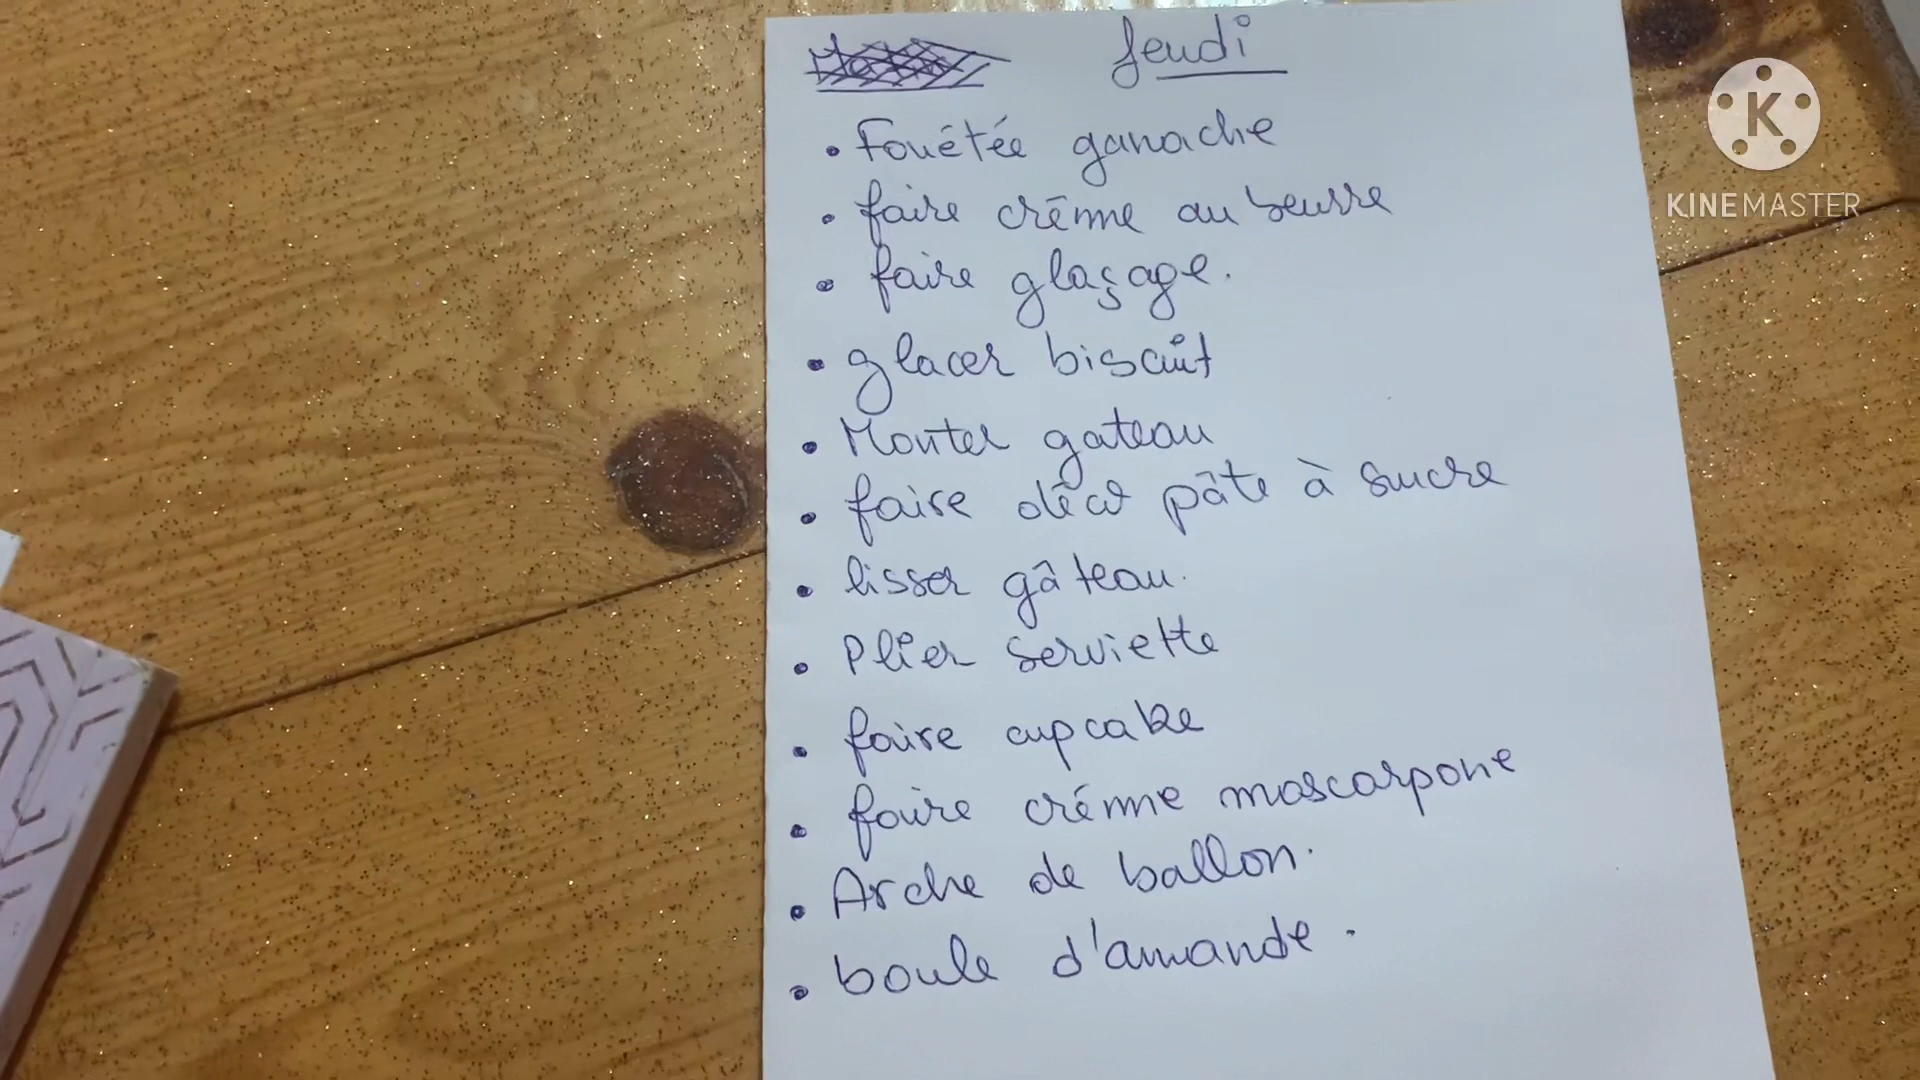 Jeudi
• Fouétée ganache
• faire crème au beurre
• faire glaçage.
• glacer biscuit
• Monter gateau
• faire déco pâte à sucre
• lisser gâteau.
• Plier serviette
• faire cupcake
• faire créme mascarpone
• Arche de ballon.
• boule d'amande.
K
KINEMASTER